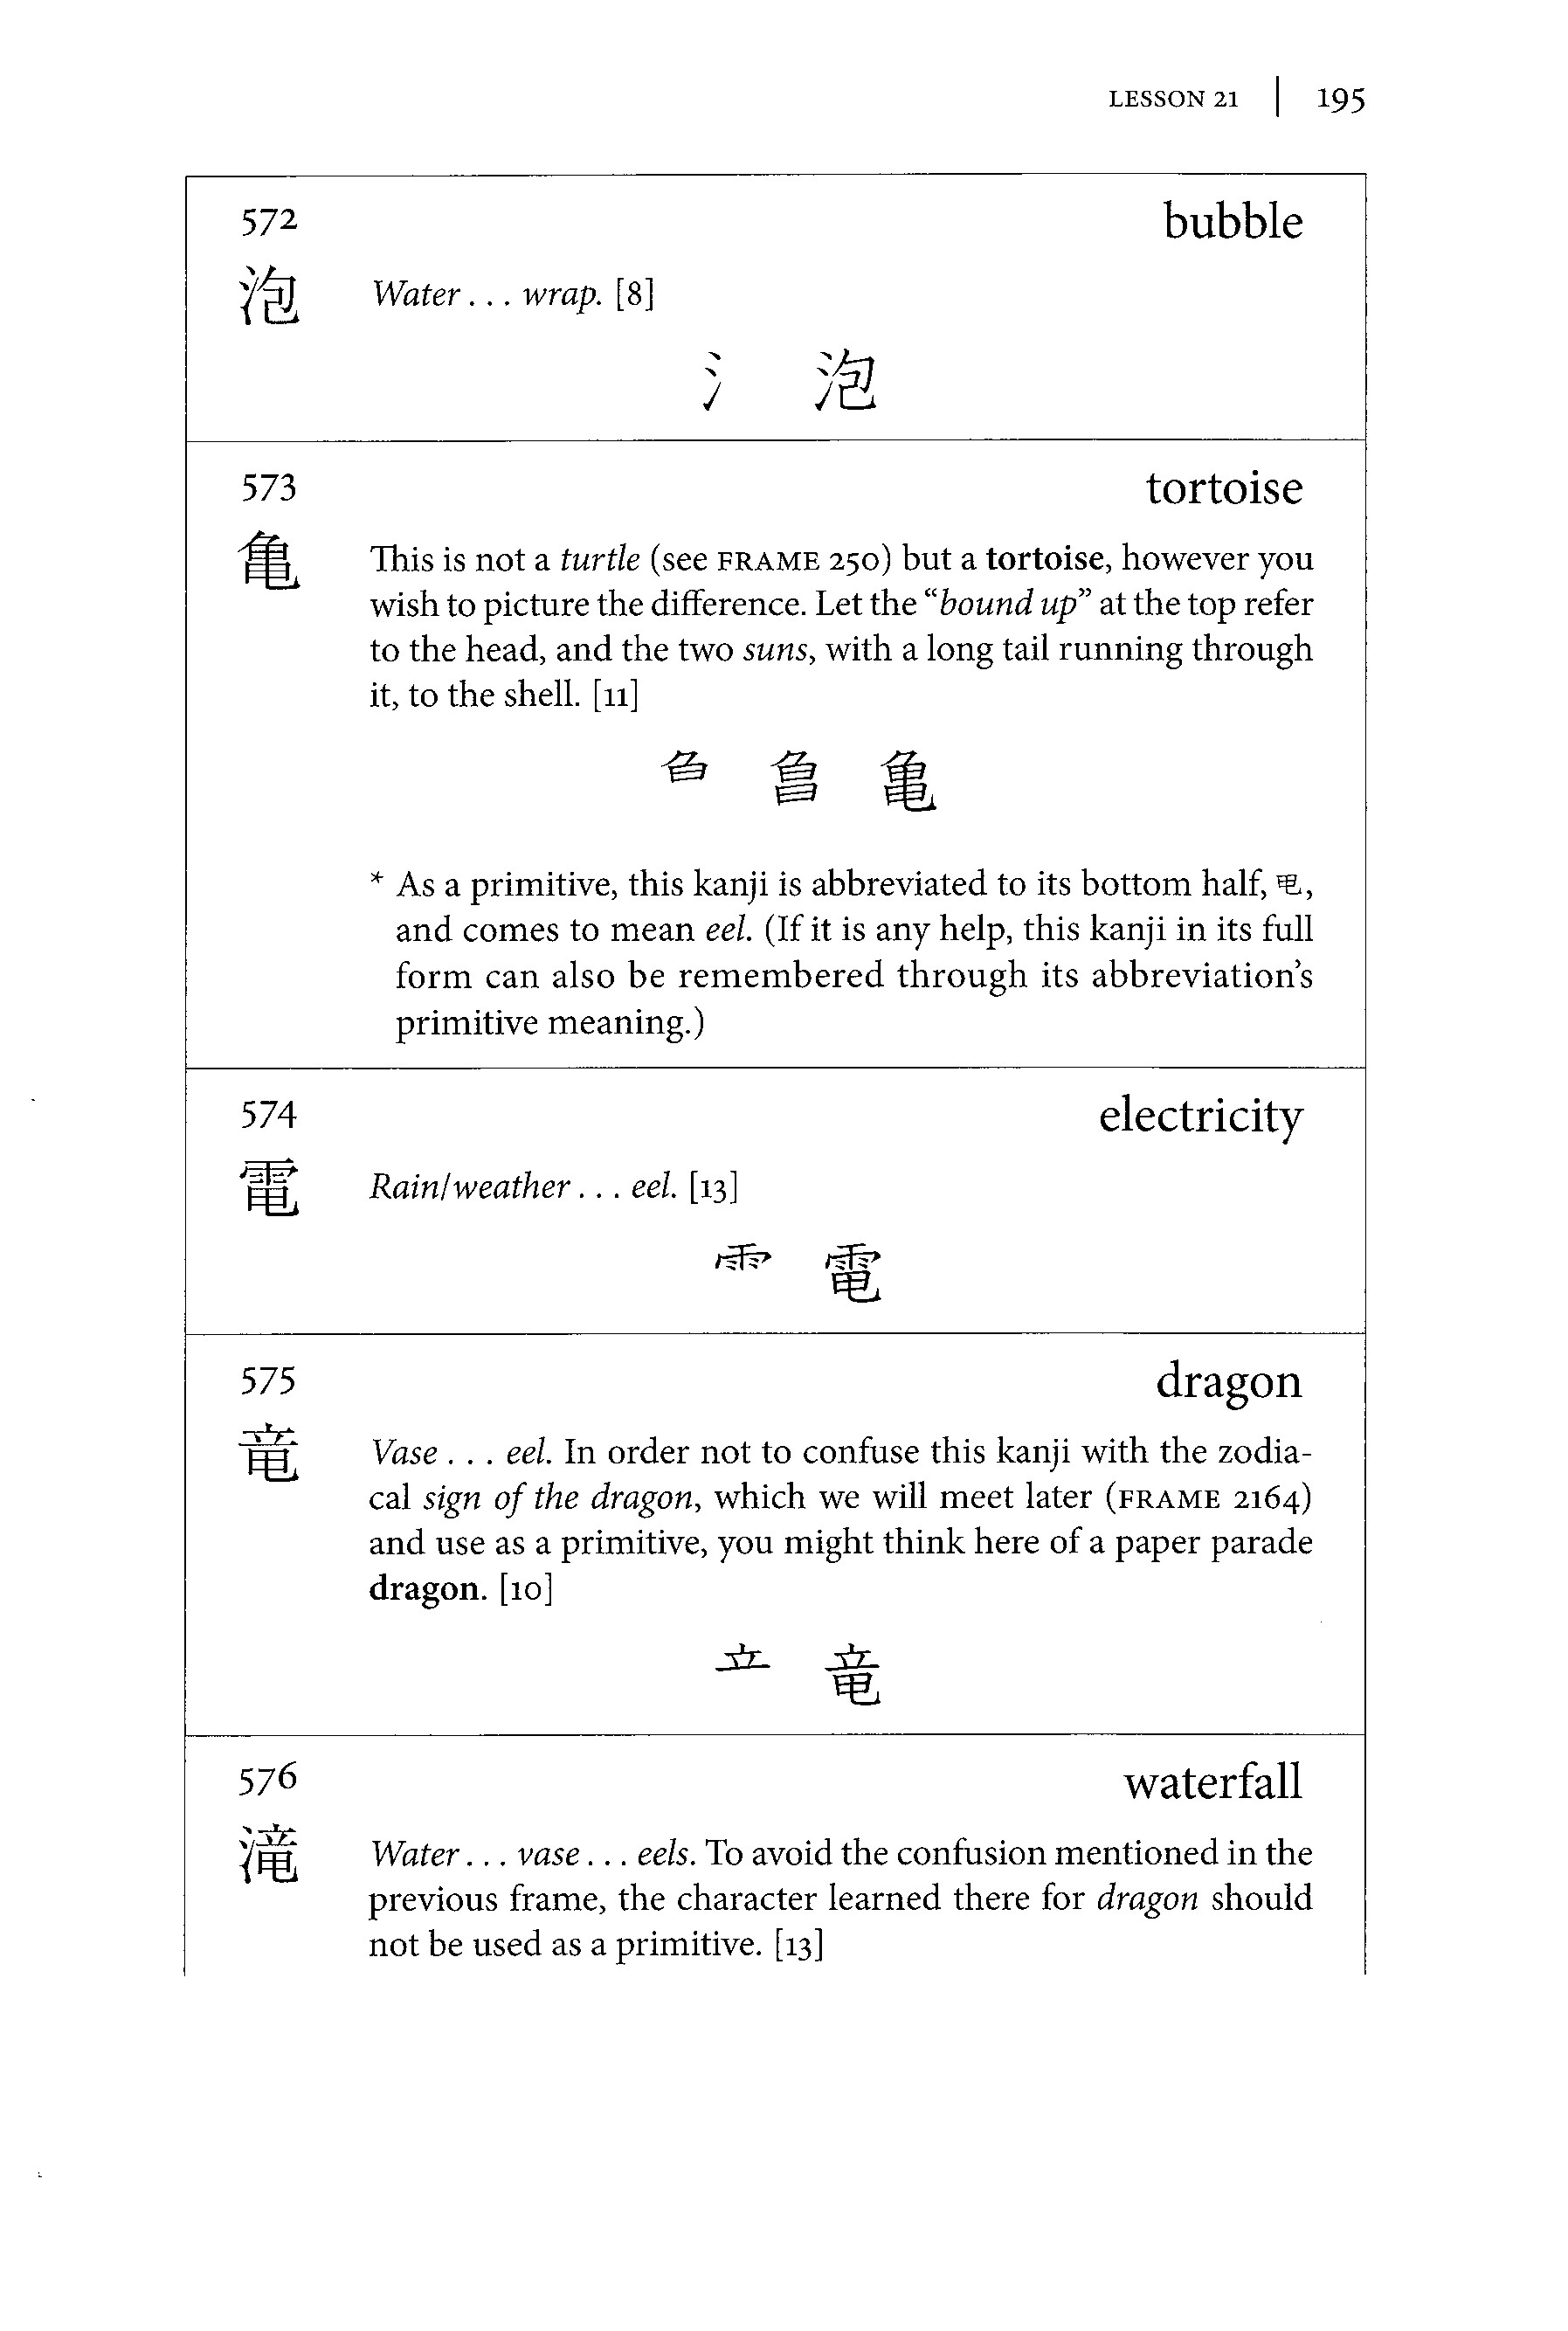 LESSON 21 | 195
572 bubble
泡 Water . . . wrap. [8]
氵 泡
573 tortoise
亀 This is not a turtle (see FRAME 250) but a tortoise, however you
wish to picture the difference. Let the “bound up” at the top refer
to the head, and the two suns, with a long tail running through
it, to the shell. [11]
亀
* As a primitive, this kanji is abbreviated to its bottom half, 电,
and comes to mean eel. (If it is any help, this kanji in its full
form can also be remembered through its abbreviation’s
primitive meaning.)
574 electricity
電 Rain/weather . . . eel. [13]
⻗ 電
575 dragon
竜 Vase . . . eel. In order not to confuse this kanji with the zodia-
cal sign of the dragon, which we will meet later (FRAME 2164)
and use as a primitive, you might think here of a paper parade
dragon. [10]
立 竜
576 waterfall
滝 Water . . . vase . . . eels. To avoid the confusion mentioned in the
previous frame, the character learned there for dragon should
not be used as a primitive. [13]